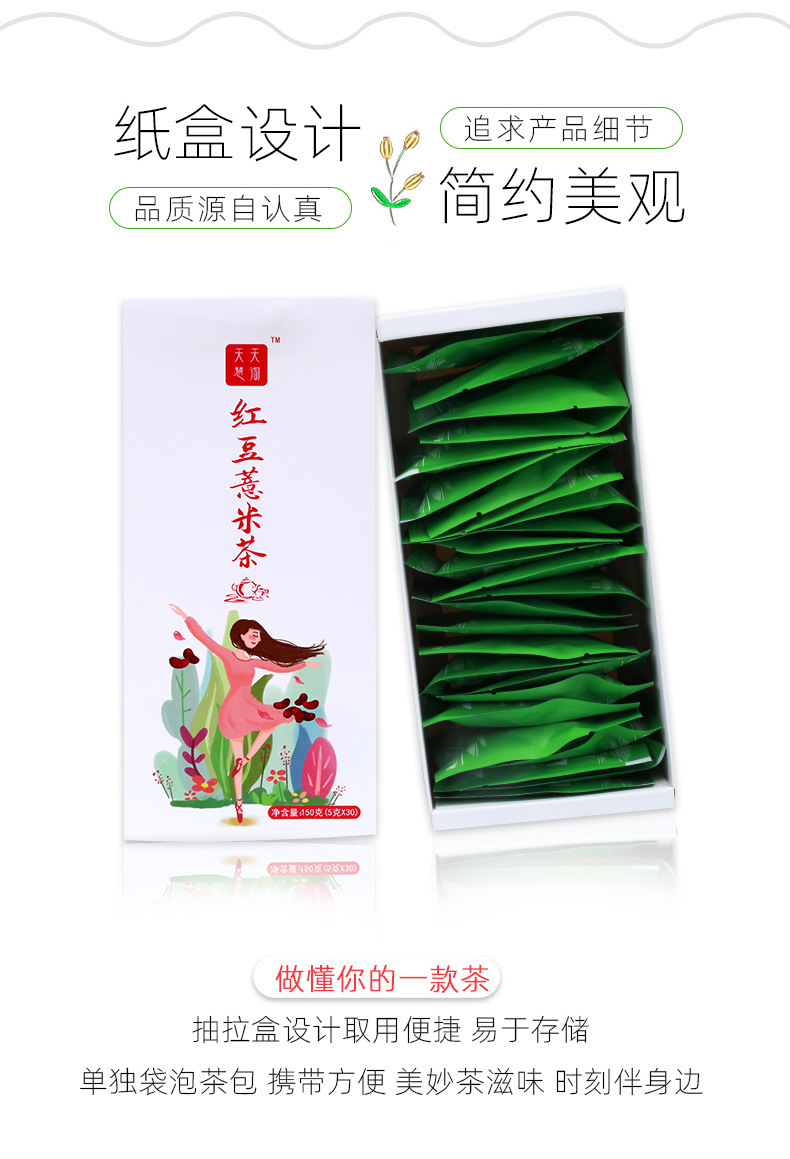 纸盒设计
追求产品细节
品质源自认真
简约美观
TM
红豆薏米茶
净含量:150克(5克X30)
做懂你的一款茶
抽拉盒设计取用便捷 易于存储
单独袋泡茶包 携带方便 美妙茶滋味 时刻伴身边